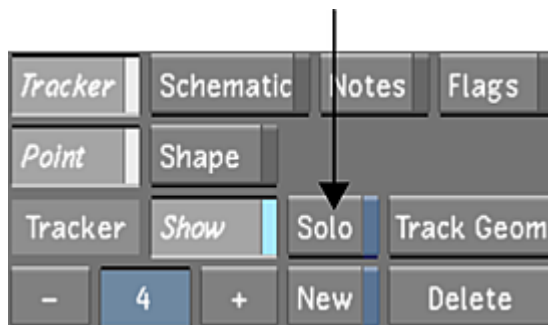 Tracker Schematic Notes Flags
Point Shape
Tracker Show Solo Track Geom
- 4 + New Delete